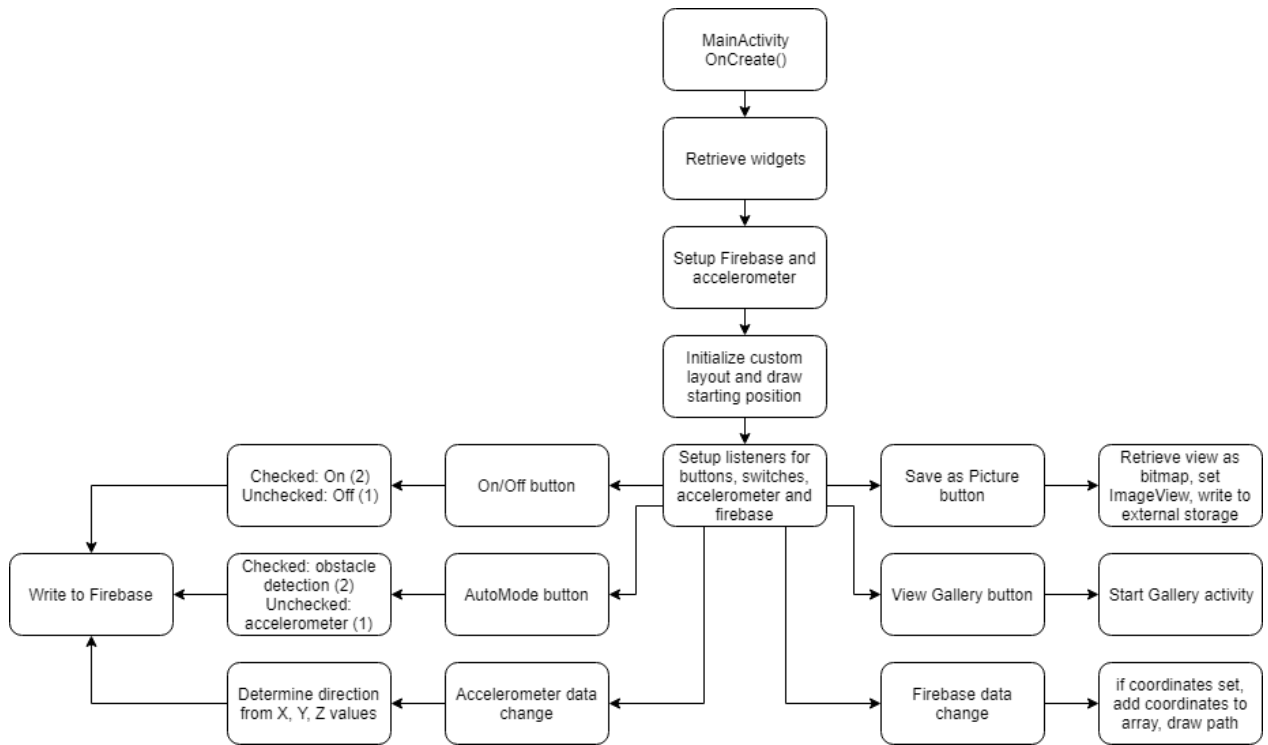 MainActivity
OnCreate()
Retrieve widgets
Setup Firebase and
accelerometer
Initialize custom
layout and draw
starting position
Setup listeners for
buttons, switches,
accelerometer and
firebase
On/Off button
Checked: On (2)
Unchecked: Off (1)
AutoMode button
Checked: obstacle
detection (2)
Unchecked:
accelerometer (1)
Write to Firebase
Accelerometer data
change
Determine direction
from X, Y, Z values
Save as Picture
button
Retrieve view as
bitmap, set
ImageView, write to
external storage
View Gallery button
Start Gallery activity
Firebase data
change
if coordinates set,
add coordinates to
array, draw path